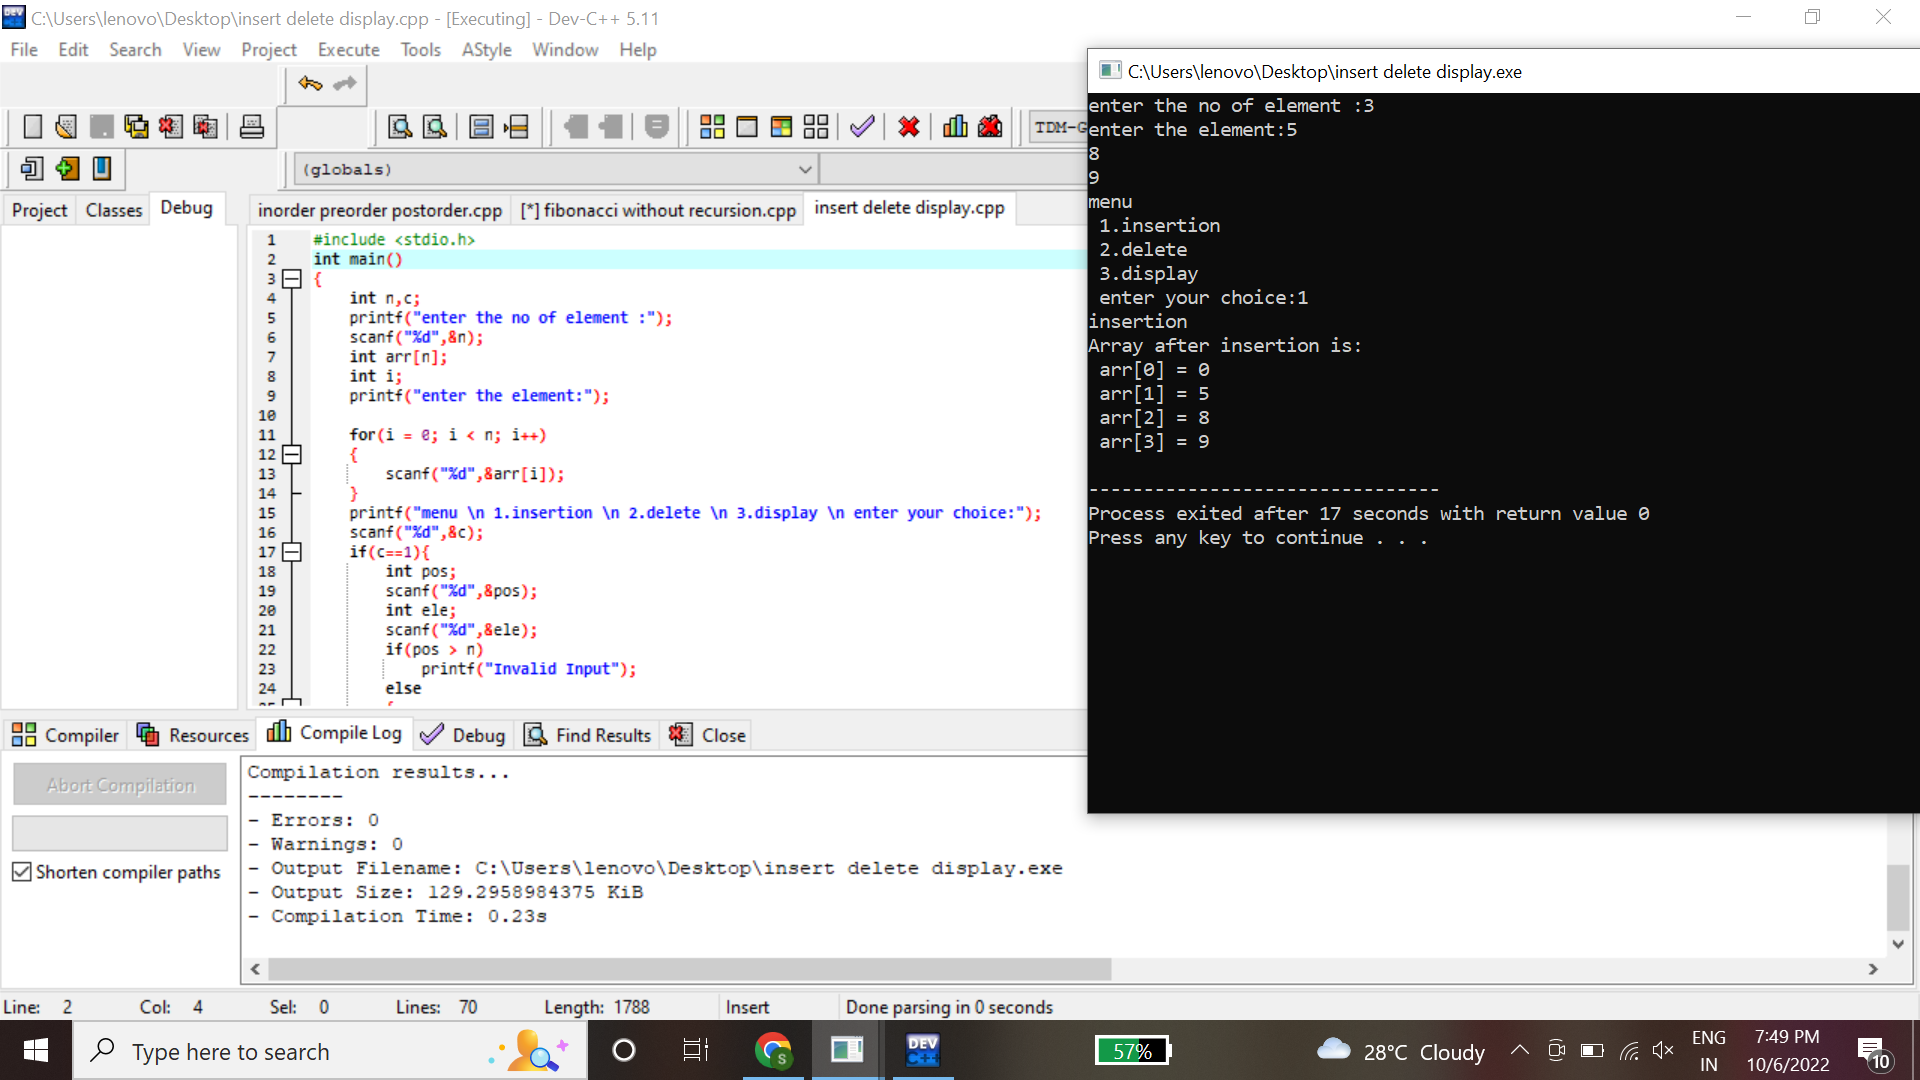 C:\Users\lenovo\Desktop\insert delete display.cpp - [Executing] - Dev-C++ 5.11
File Edit Search View Project Execute Tools AStyle Window Help
TDM-G
(globals)
Project Classes Debug
inorder preorder postorder.cpp [*] fibonacci without recursion.cpp insert delete display.cpp
1 #include <stdio.h>
2 int main()
3 {
4 int n,c;
5 printf("enter the no of element :");
6 scanf("%d",&n);
7 int arr[n];
8 int i;
9 printf("enter the element:");
10
11 for(i = 0; i < n; i++)
12 {
13 scanf("%d",&arr[i]);
14 }
15 printf("menu \n 1.insertion \n 2.delete \n 3.display \n enter your choice:");
16 scanf("%d",&c);
17 if(c==1){
18 int pos;
19 scanf("%d",&pos);
20 int ele;
21 scanf("%d",&ele);
22 if(pos > n)
23 printf("Invalid Input");
24 else
C:\Users\lenovo\Desktop\insert delete display.exe
enter the no of element :3
enter the element:5
8
9
menu
1.insertion
2.delete
3.display
enter your choice:1
insertion
Array after insertion is:
arr[0] = 0
arr[1] = 5
arr[2] = 8
arr[3] = 9
--------------------------------
Process exited after 17 seconds with return value 0
Press any key to continue . . .
Compiler Resources Compile Log Debug Find Results Close
Abort Compilation
Shorten compiler paths
Compilation results...
--------
- Errors: 0
- Warnings: 0
- Output Filename: C:\Users\lenovo\Desktop\insert delete display.exe
- Output Size: 129.2958984375 KiB
- Compilation Time: 0.23s
Line: 2 Col: 4 Sel: 0 Lines: 70 Length: 1788 Insert Done parsing in 0 seconds
Type here to search
S
DEV C++
57%
28°C Cloudy
ENG
IN
7:49 PM
10/6/2022
10